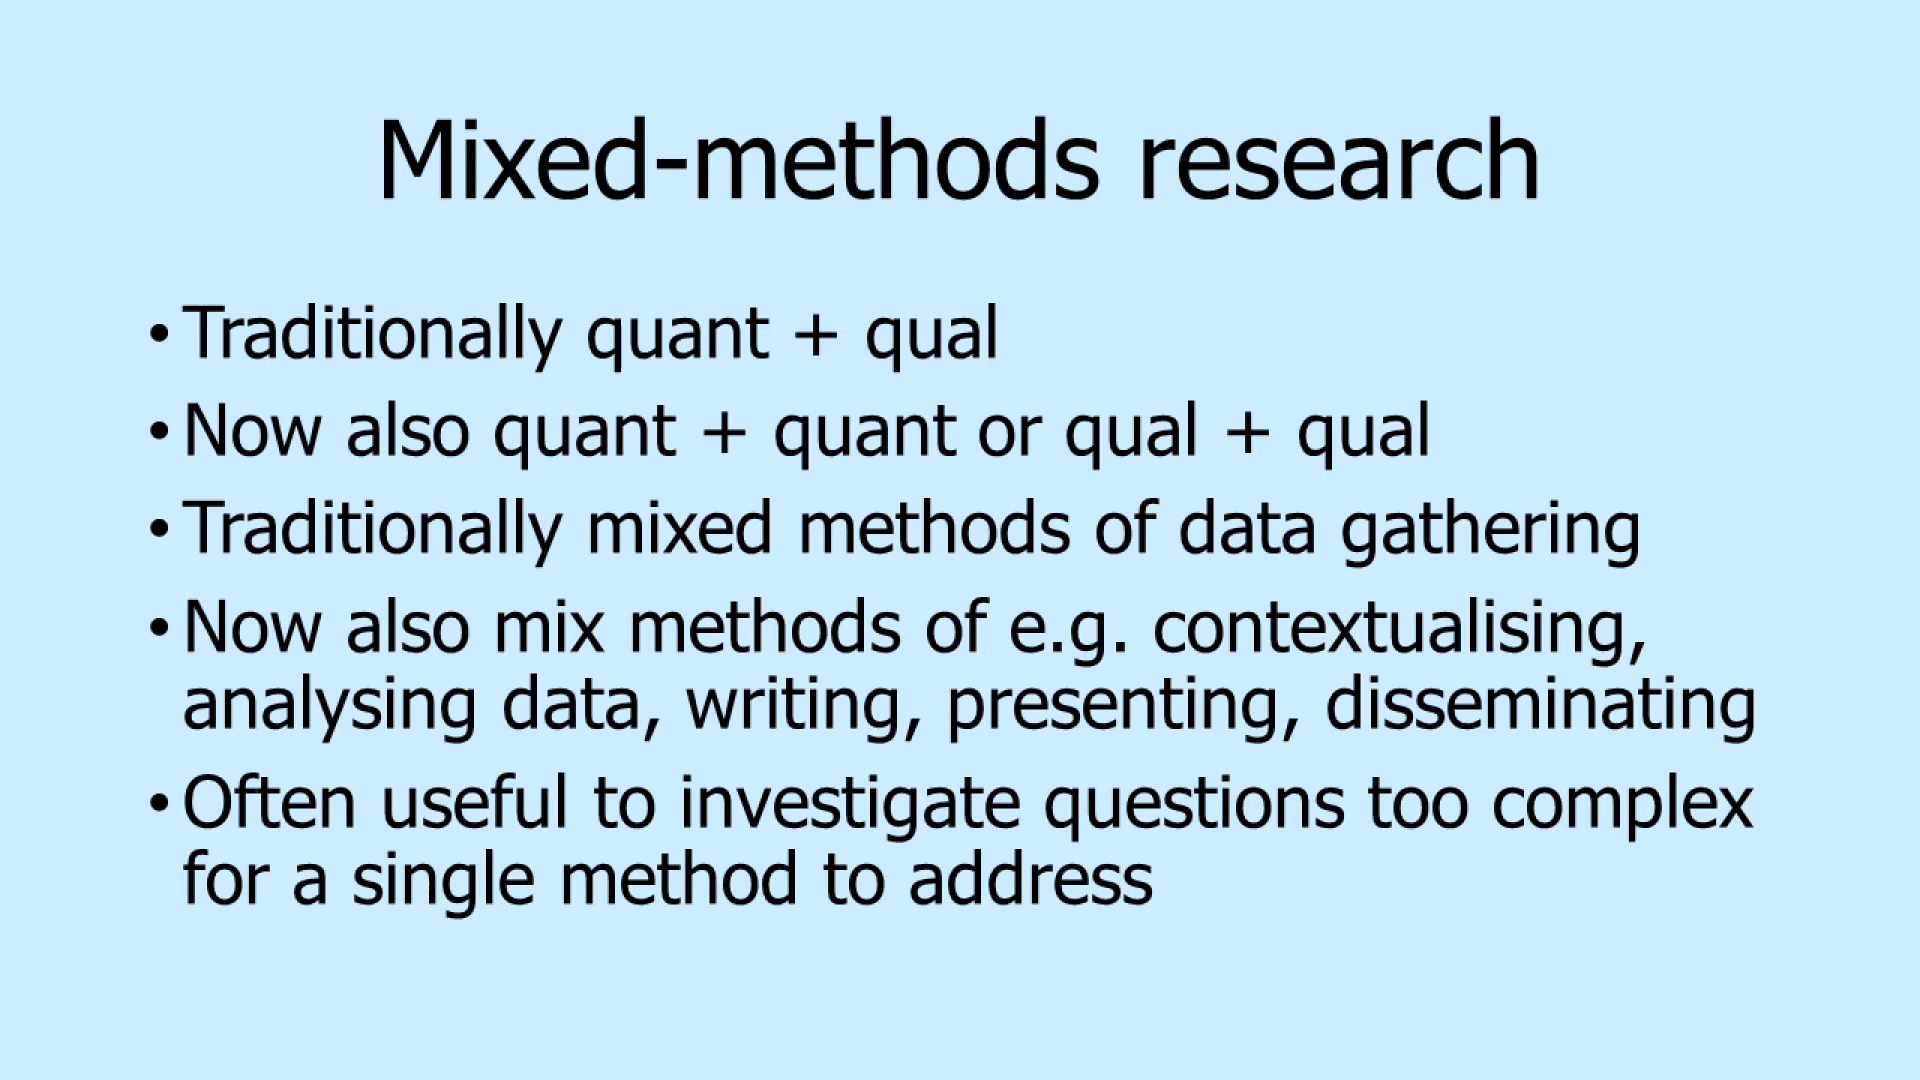 Mixed-methods research
• Traditionally quant + qual
• Now also quant + quant or qual + qual
• Traditionally mixed methods of data gathering
• Now also mix methods of e.g. contextualising,
analysing data, writing, presenting, disseminating
• Often useful to investigate questions too complex
for a single method to address